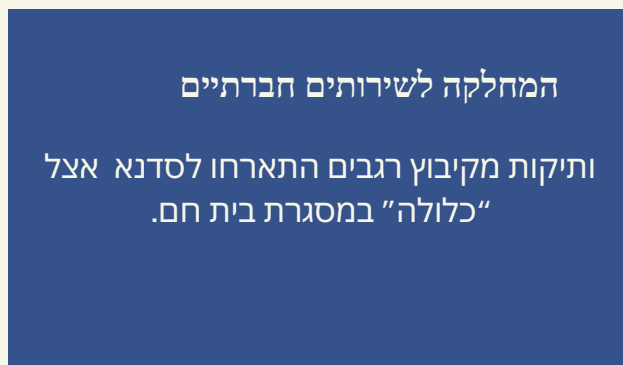 המחלקה לשירותים חברתיים
ותיקות מקיבוץ רגבים התארחו לסדנא אצל
״כלולה״ במסגרת בית חם.